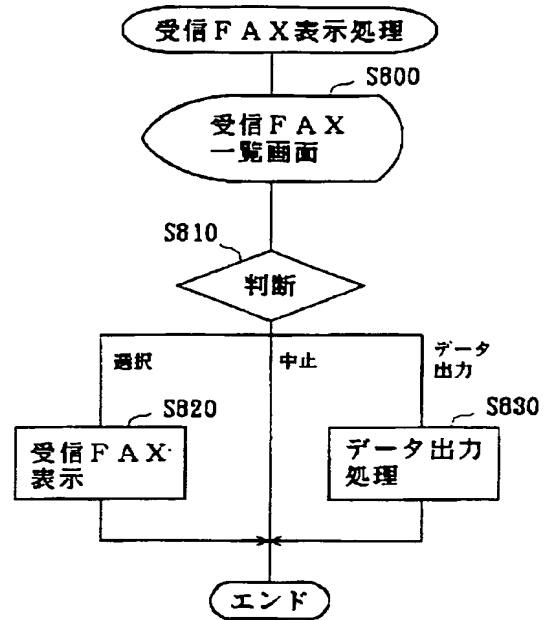 受信ＦＡＸ表示処理
S800
受信ＦＡＸ
一覧画面
S810
判断
選択
中止
データ
出力
S820
受信ＦＡＸ
表示
S830
データ出力
処理
エンド